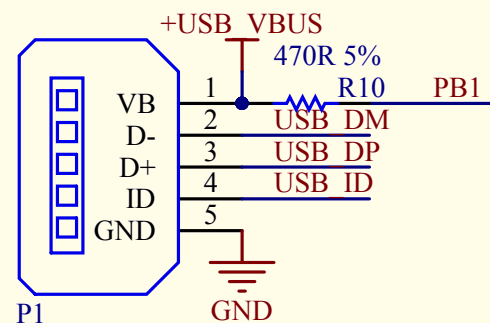 +USB_VBUS
470R 5%
VB 1 R10 PB1
D- 2 USB_DM
D+ 3 USB_DP
ID 4 USB_ID
GND 5
P1 GND